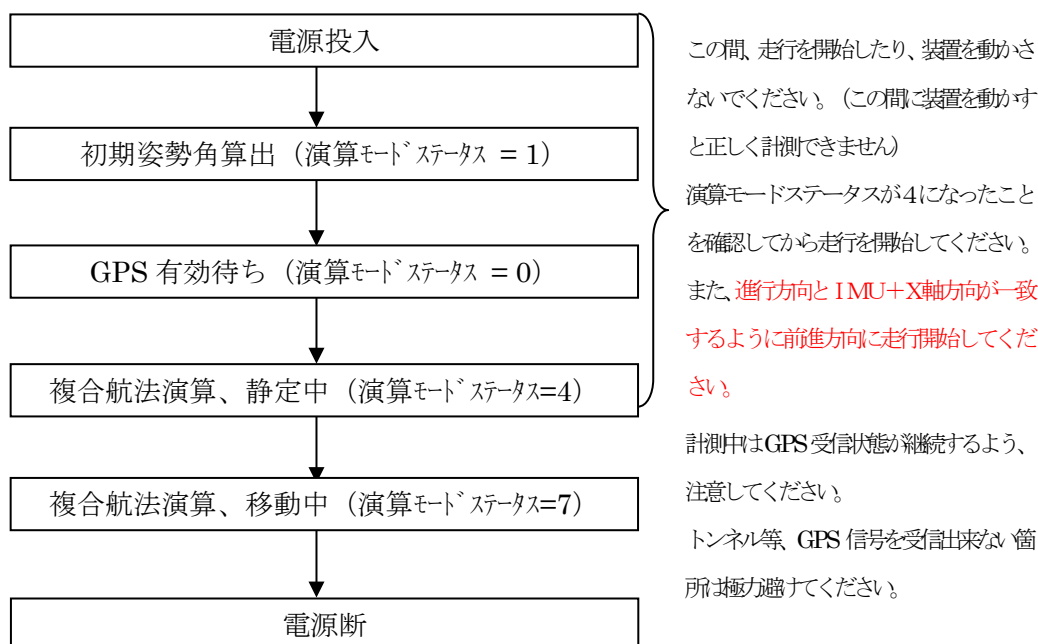 電源投入
初期姿勢角算出（演算ﾓｰﾄﾞｽﾃｰﾀｽ = 1）
GPS 有効待ち（演算ﾓｰﾄﾞｽﾃｰﾀｽ = 0）
複合航法演算、静定中（演算ﾓｰﾄﾞｽﾃｰﾀｽ=4）
複合航法演算、移動中（演算ﾓｰﾄﾞｽﾃｰﾀｽ=7）
電源断
この間、走行を開始したり、装置を動かさ
ないでください。（この間に装置を動かす
と正しく計測できません）
演算モードステータスが４になったこと
を確認してから走行を開始してください。
また、進行方向とＩＭＵ＋Ｘ軸方向が一致
するように前進方向に走行開始してくだ
さい。
計測中はGPS受信状態が継続するよう、
注意してください。
トンネル等、GPS 信号を受信出来ない箇
所は極力避けてください。